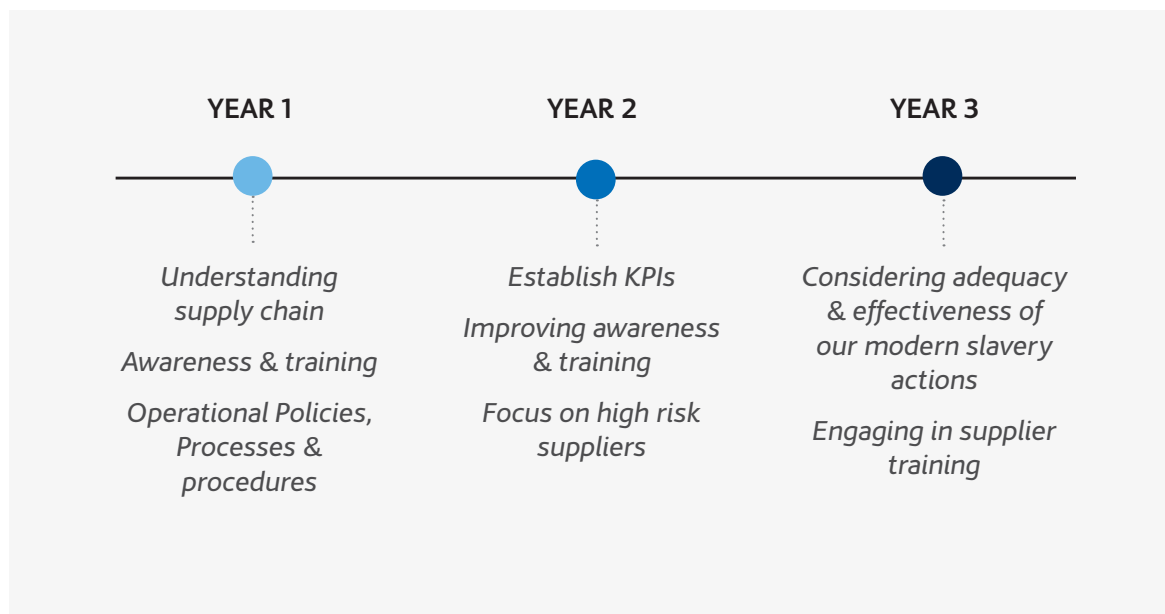 YEAR 1
Understanding
supply chain
Awareness & training
Operational Policies,
Processes &
procedures
YEAR 2
Establish KPIs
Improving awareness
& training
Focus on high risk
suppliers
YEAR 3
Considering adequacy
& effectiveness of
our modern slavery
actions
Engaging in supplier
training